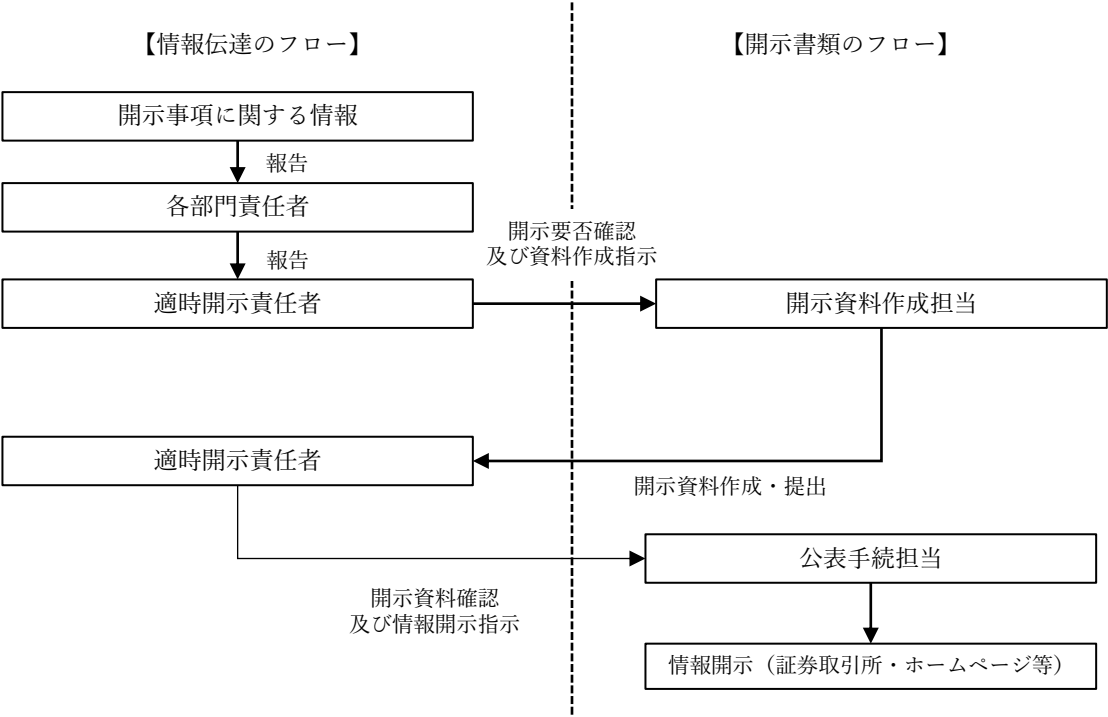 【情報伝達のフロー】
【開示書類のフロー】
開示事項に関する情報
報告
各部門責任者
報告
開示要否確認
及び資料作成指示
適時開示責任者
開示資料作成担当
適時開示責任者
開示資料作成・提出
公表手続担当
開示資料確認
及び情報開示指示
情報開示（証券取引所・ホームページ等）